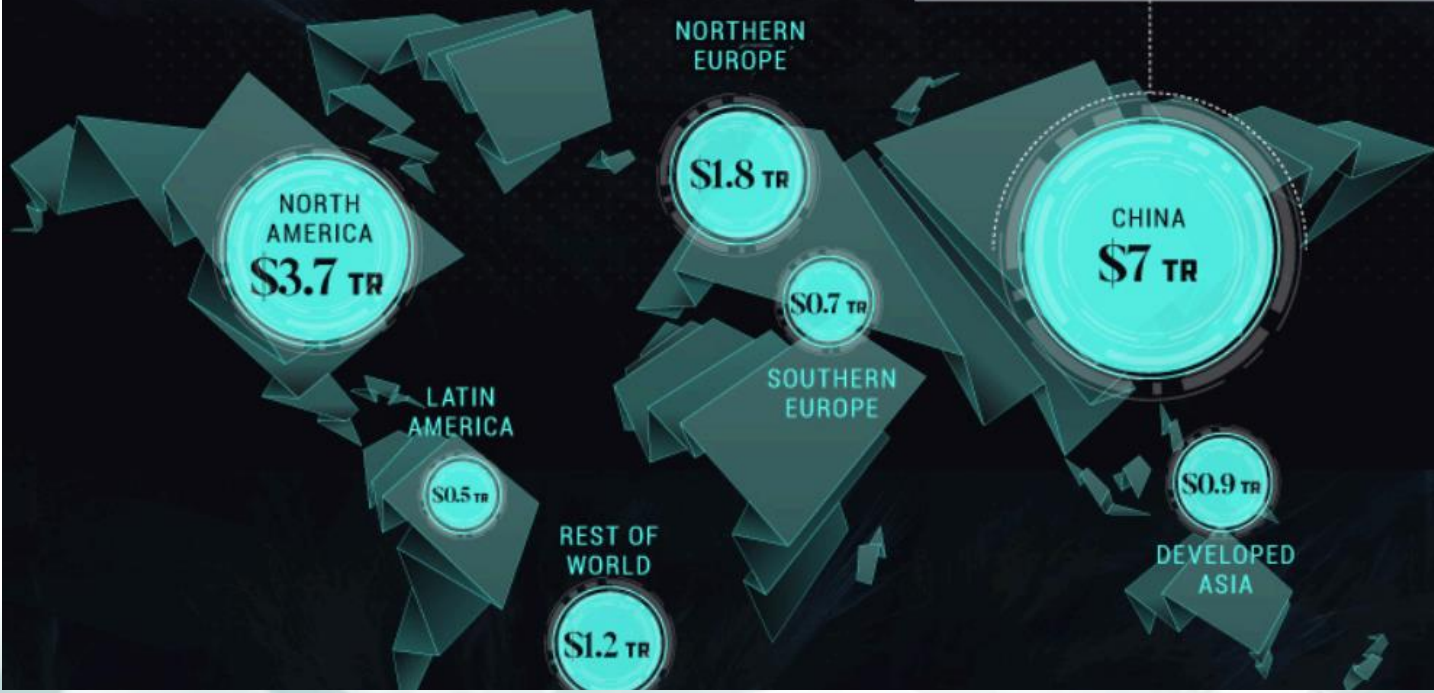 NORTHERN
EUROPE
$1.8 TR
NORTH
AMERICA
$3.7 TR
CHINA
$7 TR
$0.7 TR
SOUTHERN
EUROPE
LATIN
AMERICA
$0.5 TR
$0.9 TR
DEVELOPED
ASIA
REST OF
WORLD
$1.2 TR